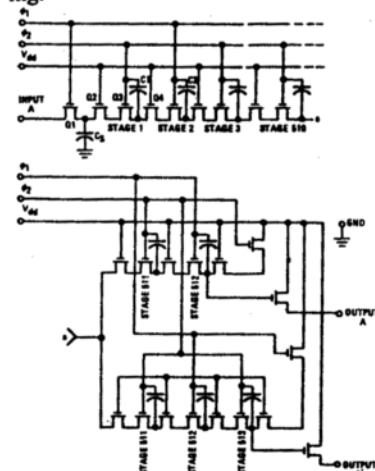 ϕ1
ϕ2
Vdd
INPUT
A
Q1
Q2
Q3
C1
Q4
CS
STAGE 1
STAGE 2
STAGE 3
STAGE 510
a
ϕ1
ϕ2
Vdd
GND
STAGE 511
STAGE 512
OUTPUT
A
a
STAGE 511
STAGE 512
STAGE 513
OUTPUT